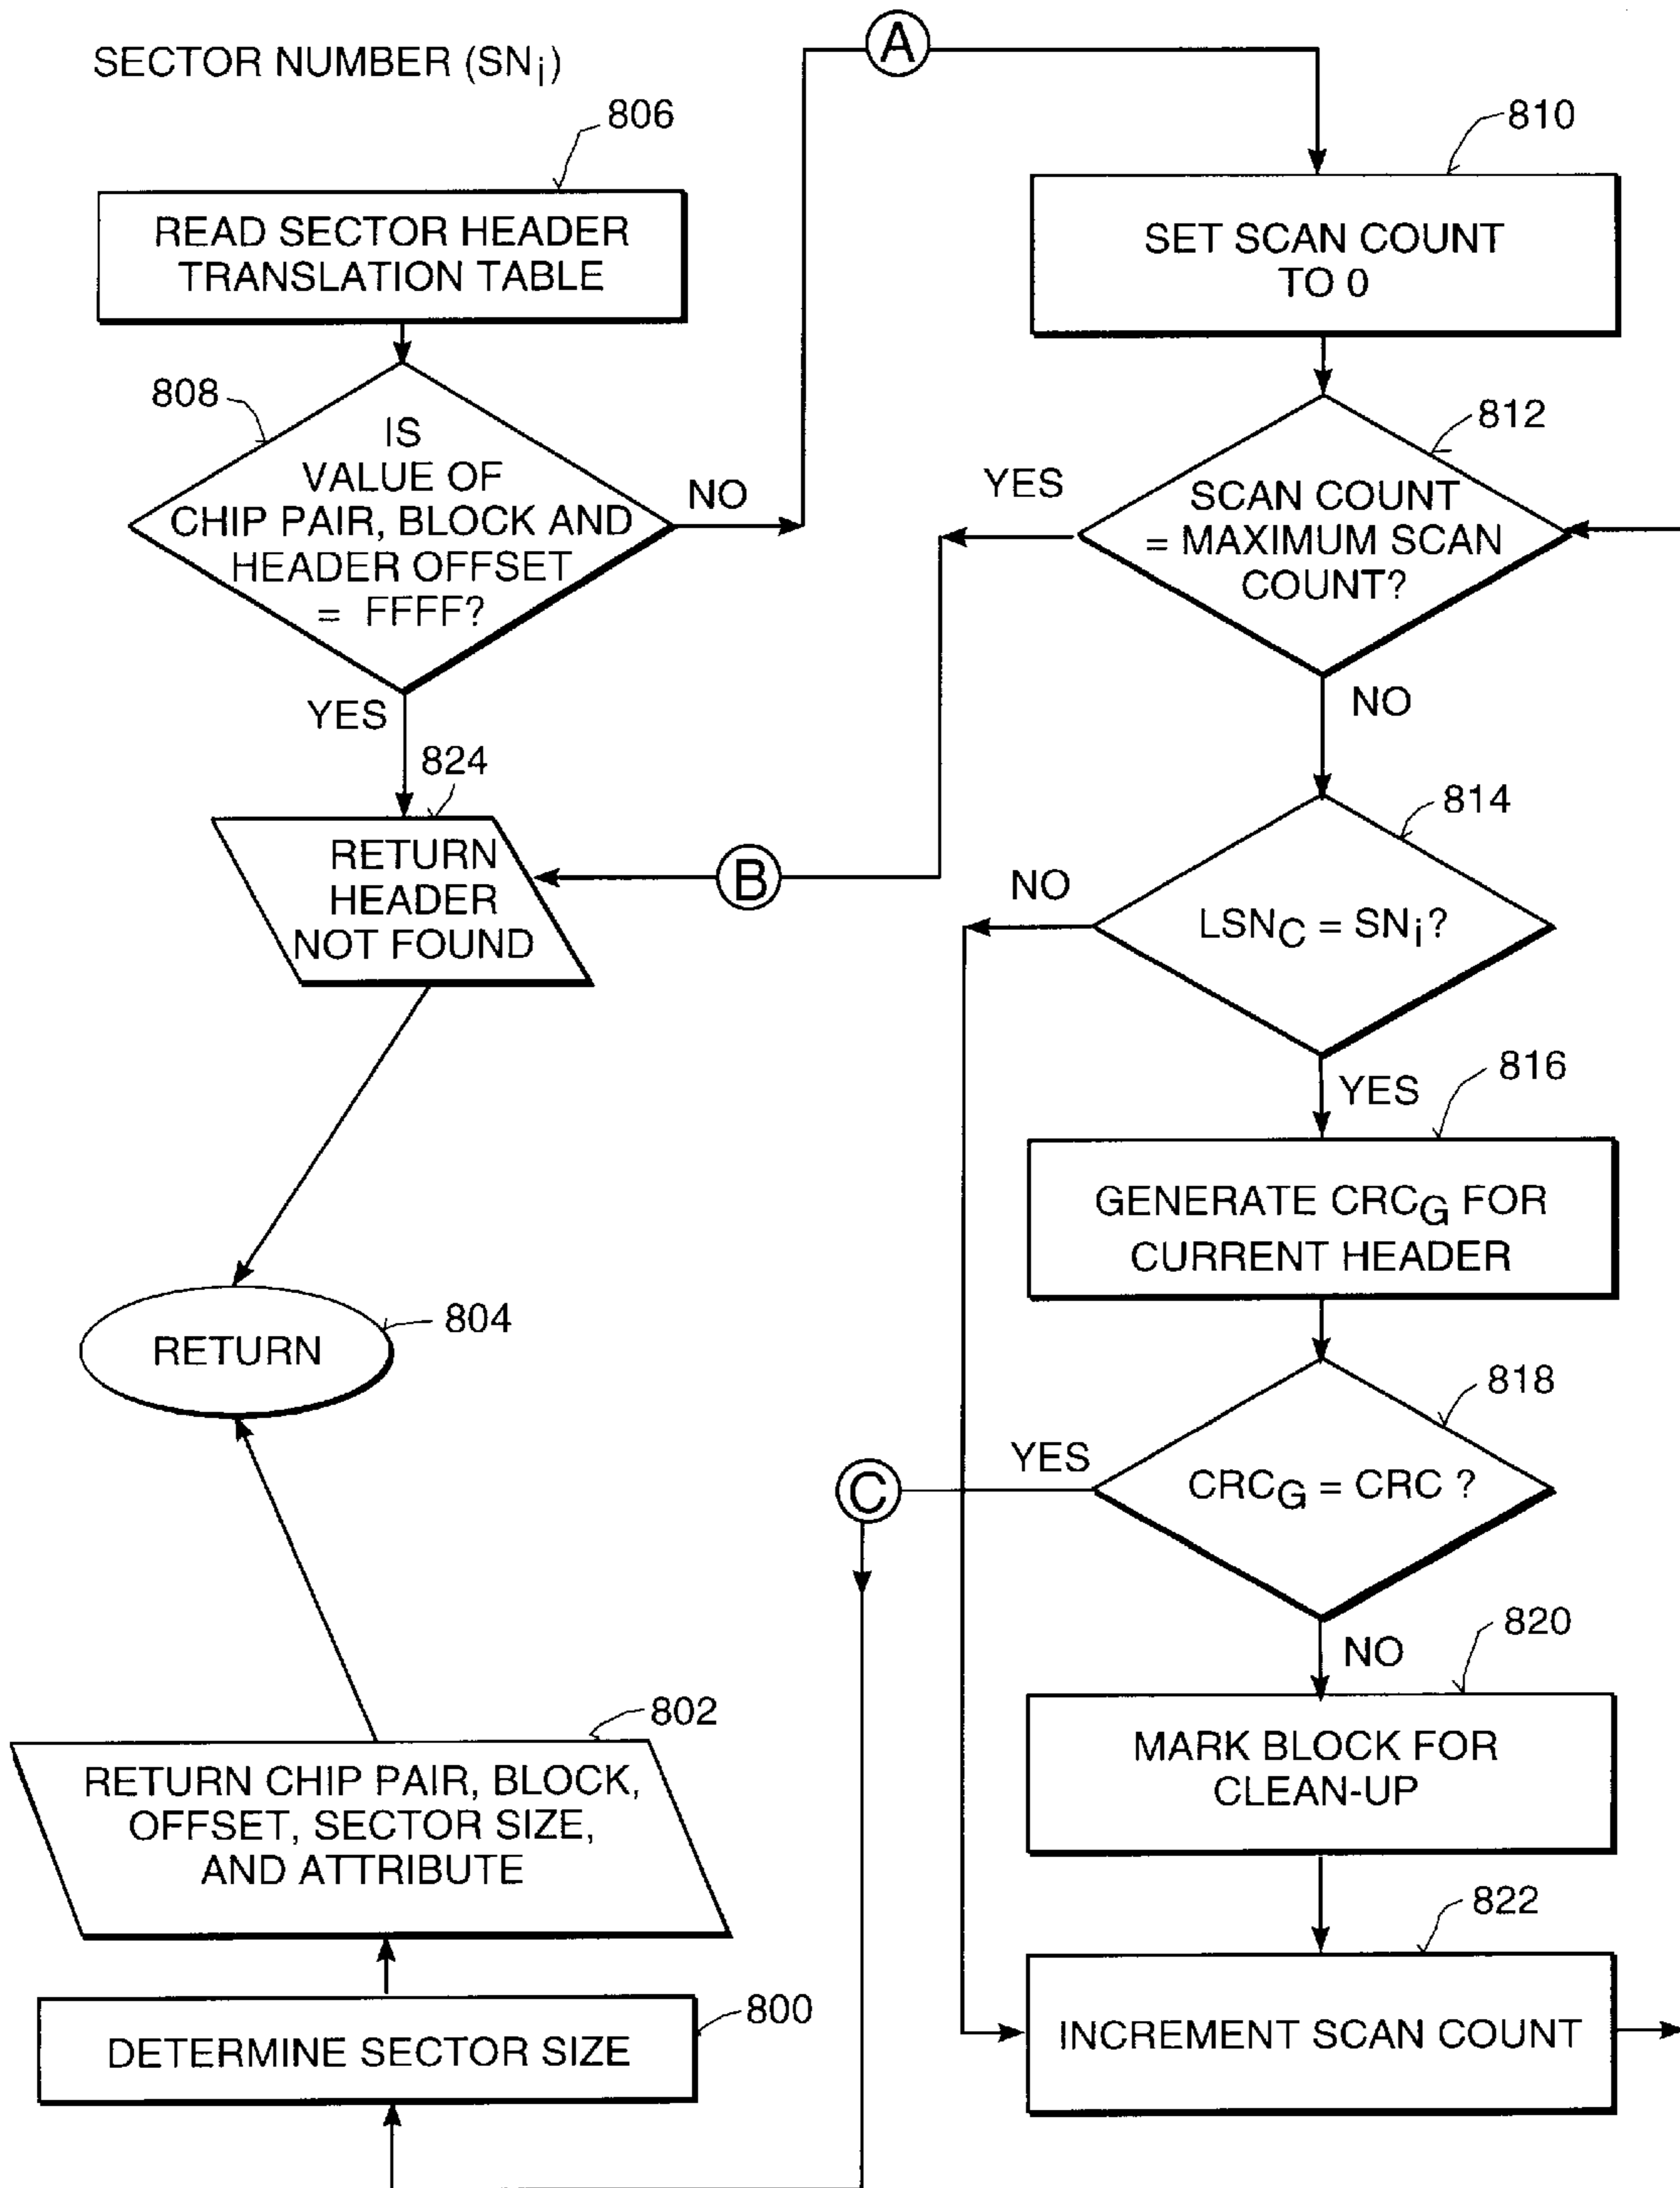 SECTOR NUMBER (SNi)
806
READ SECTOR HEADER
TRANSLATION TABLE
808
IS
VALUE OF
CHIP PAIR, BLOCK AND
HEADER OFFSET
= FFFF?
NO
YES
824
RETURN
HEADER
NOT FOUND
804
RETURN
802
RETURN CHIP PAIR, BLOCK,
OFFSET, SECTOR SIZE,
AND ATTRIBUTE
800
DETERMINE SECTOR SIZE
A
B
C
810
SET SCAN COUNT
TO 0
812
YES
SCAN COUNT
= MAXIMUM SCAN
COUNT?
NO
814
NO
LSNC = SNi?
YES
816
GENERATE CRCG FOR
CURRENT HEADER
818
YES
CRCG = CRC ?
NO
820
MARK BLOCK FOR
CLEAN-UP
822
INCREMENT SCAN COUNT